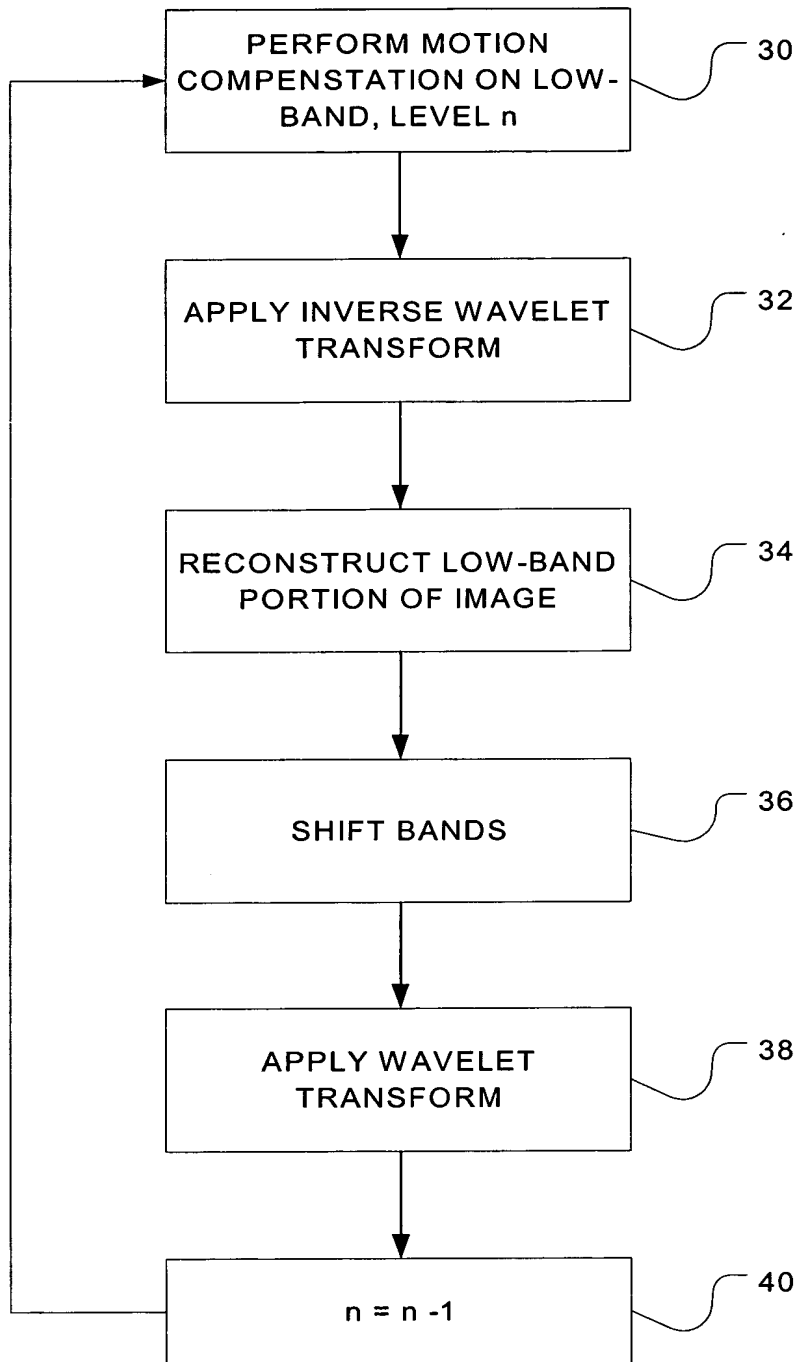 PERFORM MOTION
COMPENSTATION ON LOW-
BAND, LEVEL n
30
APPLY INVERSE WAVELET
TRANSFORM
32
RECONSTRUCT LOW-BAND
PORTION OF IMAGE
34
SHIFT BANDS
36
APPLY WAVELET
TRANSFORM
38
n = n -1
40